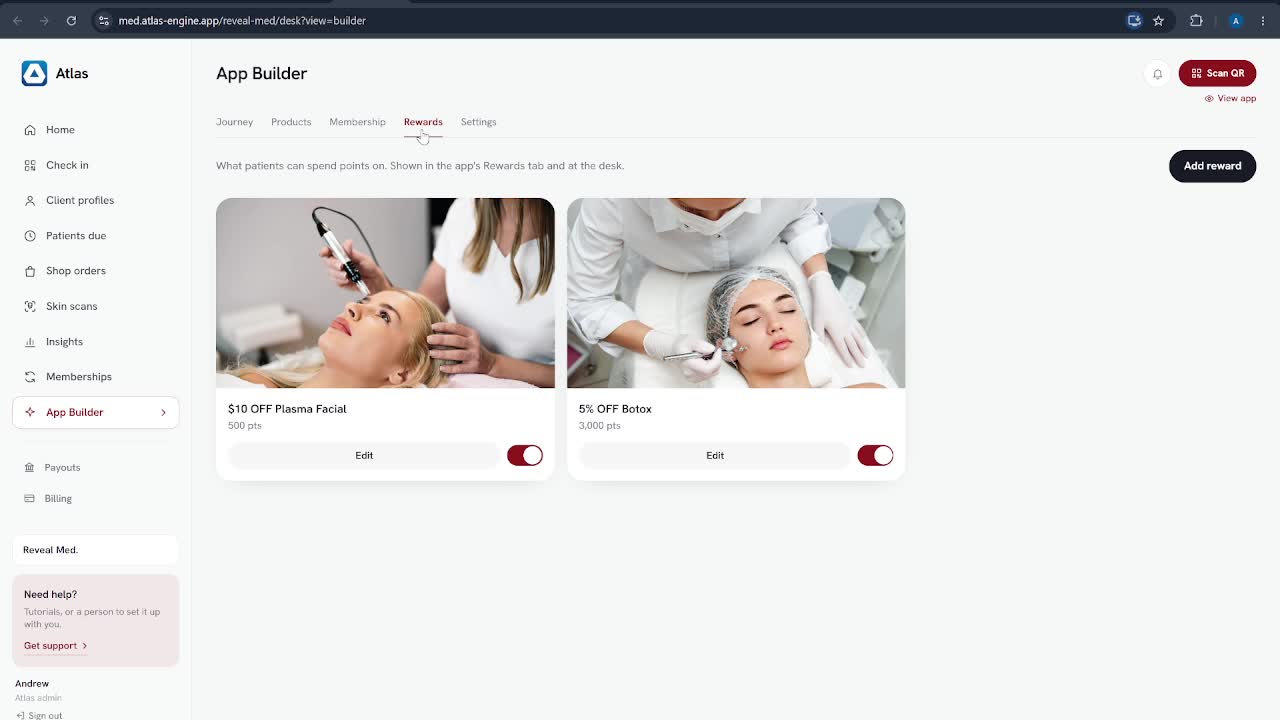 med.atlas-engine.app/reveal-med/desk?view=builder
A
Atlas
App Builder
Scan QR
View app
Home
Check in
Client profiles
Patients due
Shop orders
Skin scans
Insights
Memberships
App Builder
Payouts
Billing
Reveal Med.
Need help?
Tutorials, or a person to set it up
with you.
Get support
Andrew
Atlas admin
Sign out
Journey Products Membership Rewards Settings
What patients can spend points on. Shown in the app's Rewards tab and at the desk.
Add reward
$10 OFF Plasma Facial
500 pts
Edit
5% OFF Botox
3,000 pts
Edit